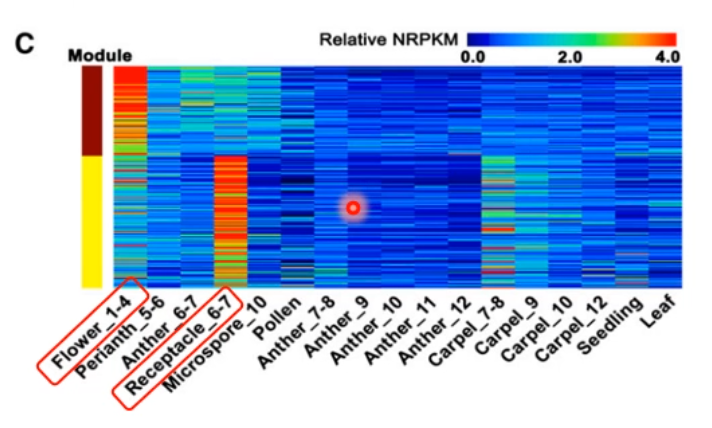 C
Relative NRPKM
Module
0.0 2.0 4.0
Flower_1-4
Perianth_5-6
Anther_6-7
Receptacle_6-7
Microspore_10
Pollen
Anther_7-8
Anther_9
Anther_10
Anther_11
Anther_12
Carpel_7-8
Carpel_9
Carpel_10
Carpel_12
Seedling
Leaf